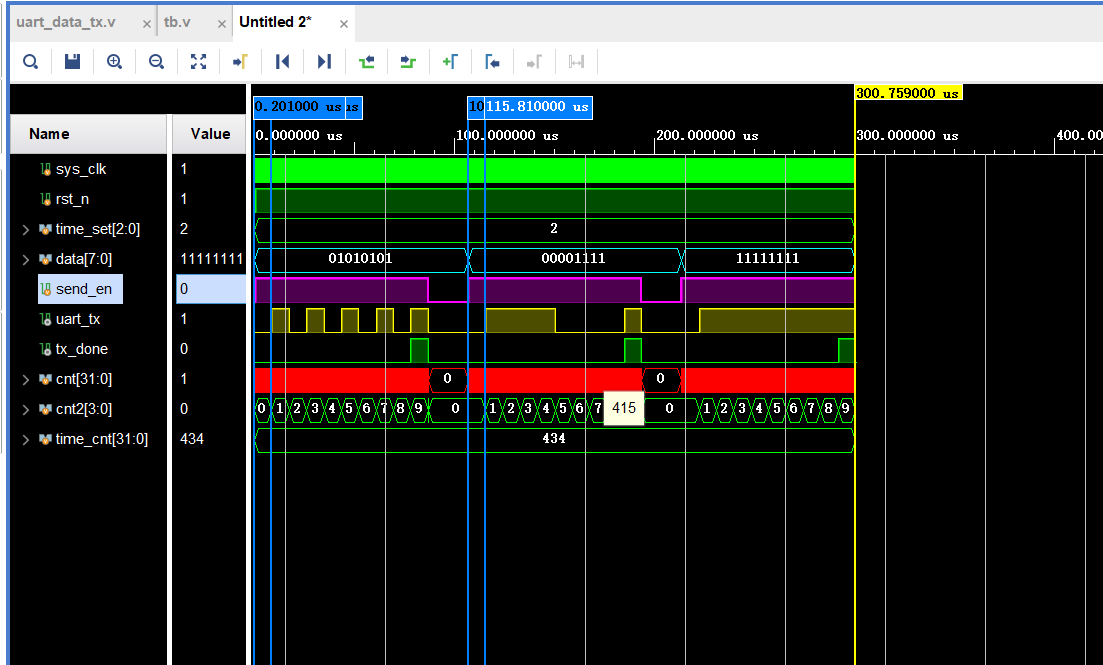 uart_data_tx.v × tb.v × Untitled 2* ×
0.201000 us us 10 115.810000 us 300.759000 us
Name Value 0.000000 us 100.000000 us 200.000000 us 300.000000 us 400.00
sys_clk 1
rst_n 1
time_set[2:0] 2 2
data[7:0] 11111111 01010101 00001111 11111111
send_en 0
uart_tx 1
tx_done 0
cnt[31:0] 1 0 0
cnt2[3:0] 0 0 1 2 3 4 5 6 7 8 9 0 1 2 3 4 5 6 7 415 0 1 2 3 4 5 6 7 8 9
time_cnt[31:0] 434 434